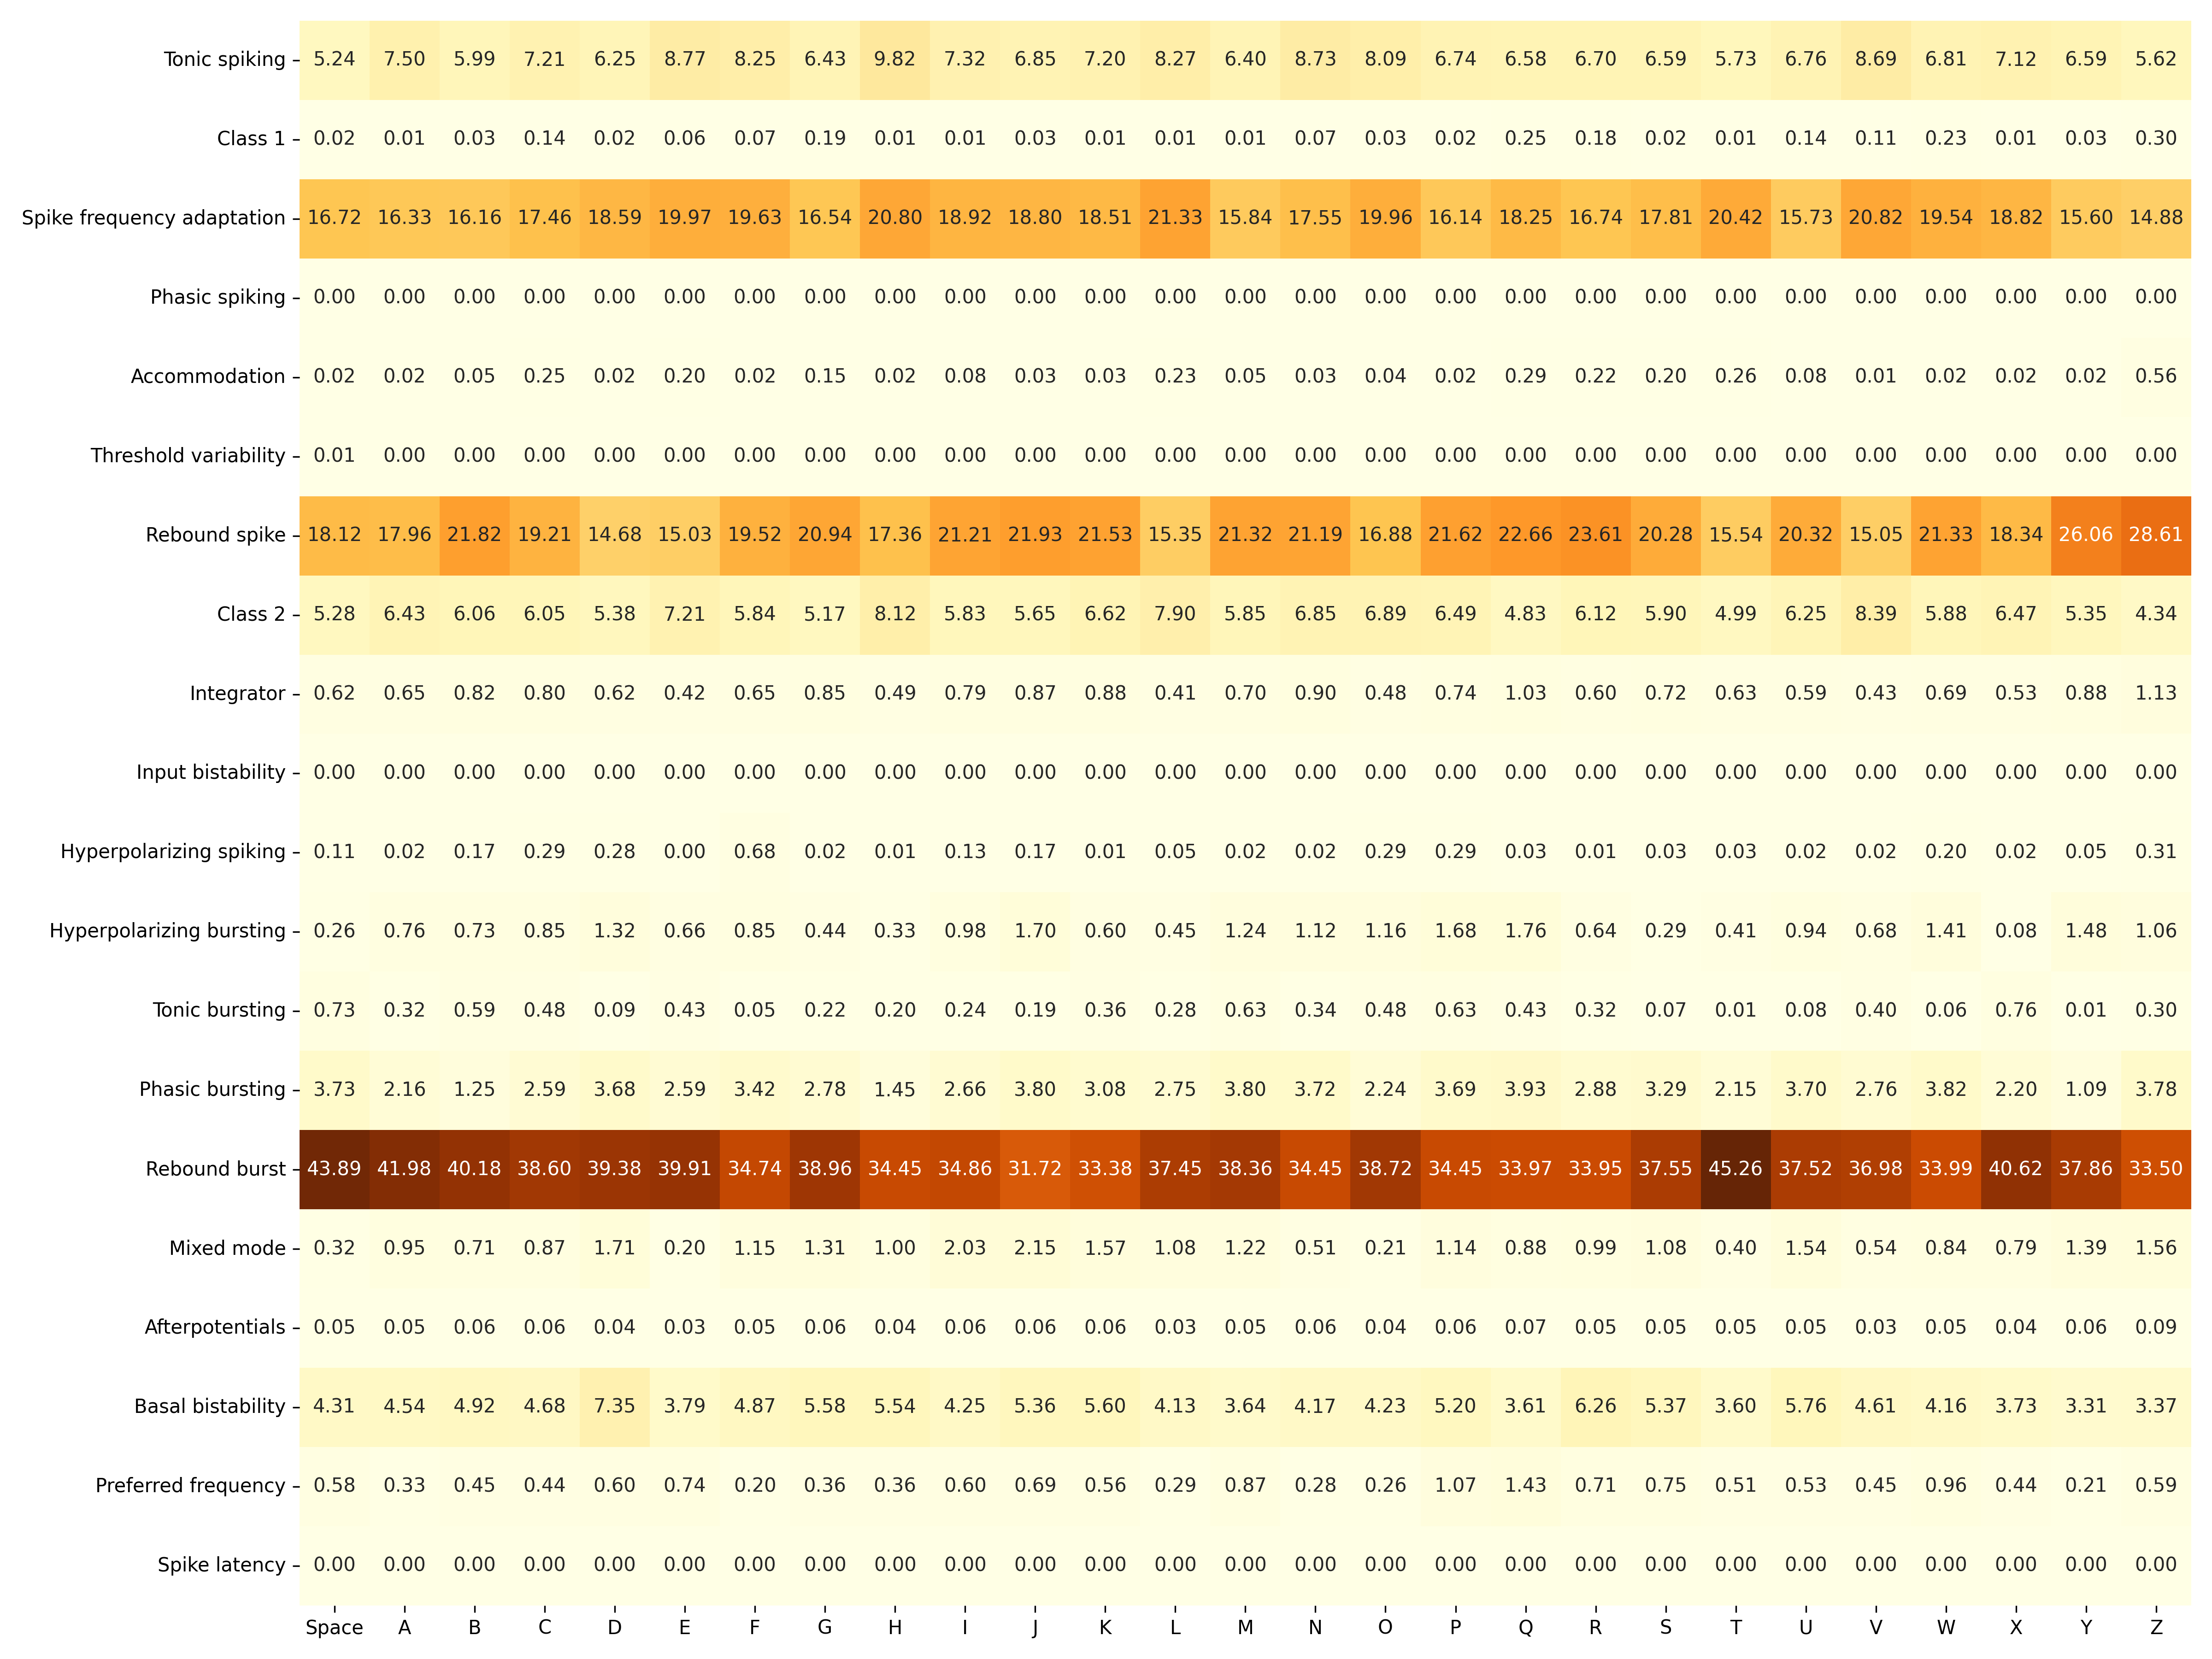 Tonic spiking 5.24 7.50 5.99 7.21 6.25 8.77 8.25 6.43 9.82 7.32 6.85 7.20 8.27 6.40 8.73 8.09 6.74 6.58 6.70 6.59 5.73 6.76 8.69 6.81 7.12 6.59 5.62
Class 1 0.02 0.01 0.03 0.14 0.02 0.06 0.07 0.19 0.01 0.01 0.03 0.01 0.01 0.01 0.07 0.03 0.02 0.25 0.18 0.02 0.01 0.14 0.11 0.23 0.01 0.03 0.30
Spike frequency adaptation 16.72 16.33 16.16 17.46 18.59 19.97 19.63 16.54 20.80 18.92 18.80 18.51 21.33 15.84 17.55 19.96 16.14 18.25 16.74 17.81 20.42 15.73 20.82 19.54 18.82 15.60 14.88
Phasic spiking 0.00 0.00 0.00 0.00 0.00 0.00 0.00 0.00 0.00 0.00 0.00 0.00 0.00 0.00 0.00 0.00 0.00 0.00 0.00 0.00 0.00 0.00 0.00 0.00 0.00 0.00 0.00
Accommodation 0.02 0.02 0.05 0.25 0.02 0.20 0.02 0.15 0.02 0.08 0.03 0.03 0.23 0.05 0.03 0.04 0.02 0.29 0.22 0.20 0.26 0.08 0.01 0.02 0.02 0.02 0.56
Threshold variability 0.01 0.00 0.00 0.00 0.00 0.00 0.00 0.00 0.00 0.00 0.00 0.00 0.00 0.00 0.00 0.00 0.00 0.00 0.00 0.00 0.00 0.00 0.00 0.00 0.00 0.00 0.00
Rebound spike 18.12 17.96 21.82 19.21 14.68 15.03 19.52 20.94 17.36 21.21 21.93 21.53 15.35 21.32 21.19 16.88 21.62 22.66 23.61 20.28 15.54 20.32 15.05 21.33 18.34 26.06 28.61
Class 2 5.28 6.43 6.06 6.05 5.38 7.21 5.84 5.17 8.12 5.83 5.65 6.62 7.90 5.85 6.85 6.89 6.49 4.83 6.12 5.90 4.99 6.25 8.39 5.88 6.47 5.35 4.34
Integrator 0.62 0.65 0.82 0.80 0.62 0.42 0.65 0.85 0.49 0.79 0.87 0.88 0.41 0.70 0.90 0.48 0.74 1.03 0.60 0.72 0.63 0.59 0.43 0.69 0.53 0.88 1.13
Input bistability 0.00 0.00 0.00 0.00 0.00 0.00 0.00 0.00 0.00 0.00 0.00 0.00 0.00 0.00 0.00 0.00 0.00 0.00 0.00 0.00 0.00 0.00 0.00 0.00 0.00 0.00 0.00
Hyperpolarizing spiking 0.11 0.02 0.17 0.29 0.28 0.00 0.68 0.02 0.01 0.13 0.17 0.01 0.05 0.02 0.02 0.29 0.29 0.03 0.01 0.03 0.03 0.02 0.02 0.20 0.02 0.05 0.31
Hyperpolarizing bursting 0.26 0.76 0.73 0.85 1.32 0.66 0.85 0.44 0.33 0.98 1.70 0.60 0.45 1.24 1.12 1.16 1.68 1.76 0.64 0.29 0.41 0.94 0.68 1.41 0.08 1.48 1.06
Tonic bursting 0.73 0.32 0.59 0.48 0.09 0.43 0.05 0.22 0.20 0.24 0.19 0.36 0.28 0.63 0.34 0.48 0.63 0.43 0.32 0.07 0.01 0.08 0.40 0.06 0.76 0.01 0.30
Phasic bursting 3.73 2.16 1.25 2.59 3.68 2.59 3.42 2.78 1.45 2.66 3.80 3.08 2.75 3.80 3.72 2.24 3.69 3.93 2.88 3.29 2.15 3.70 2.76 3.82 2.20 1.09 3.78
Rebound burst 43.89 41.98 40.18 38.60 39.38 39.91 34.74 38.96 34.45 34.86 31.72 33.38 37.45 38.36 34.45 38.72 34.45 33.97 33.95 37.55 45.26 37.52 36.98 33.99 40.62 37.86 33.50
Mixed mode 0.32 0.95 0.71 0.87 1.71 0.20 1.15 1.31 1.00 2.03 2.15 1.57 1.08 1.22 0.51 0.21 1.14 0.88 0.99 1.08 0.40 1.54 0.54 0.84 0.79 1.39 1.56
Afterpotentials 0.05 0.05 0.06 0.06 0.04 0.03 0.05 0.06 0.04 0.06 0.06 0.06 0.03 0.05 0.06 0.04 0.06 0.07 0.05 0.05 0.05 0.05 0.03 0.05 0.04 0.06 0.09
Basal bistability 4.31 4.54 4.92 4.68 7.35 3.79 4.87 5.58 5.54 4.25 5.36 5.60 4.13 3.64 4.17 4.23 5.20 3.61 6.26 5.37 3.60 5.76 4.61 4.16 3.73 3.31 3.37
Preferred frequency 0.58 0.33 0.45 0.44 0.60 0.74 0.20 0.36 0.36 0.60 0.69 0.56 0.29 0.87 0.28 0.26 1.07 1.43 0.71 0.75 0.51 0.53 0.45 0.96 0.44 0.21 0.59
Spike latency 0.00 0.00 0.00 0.00 0.00 0.00 0.00 0.00 0.00 0.00 0.00 0.00 0.00 0.00 0.00 0.00 0.00 0.00 0.00 0.00 0.00 0.00 0.00 0.00 0.00 0.00 0.00
Space A B C D E F G H I J K L M N O P Q R S T U V W X Y Z